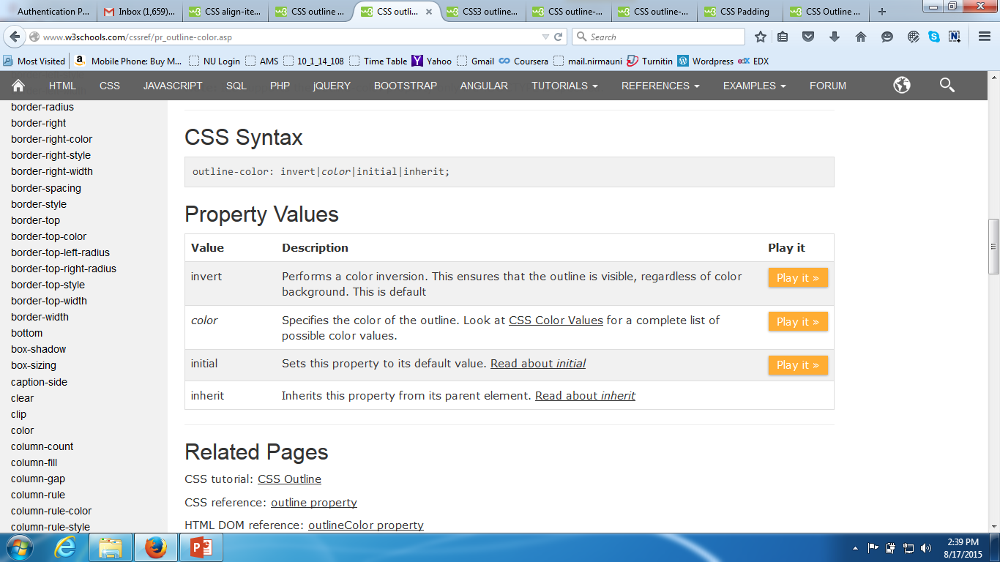 Authentication P... Inbox (1,659)... CSS align-ite... CSS outline ... CSS outli... CSS3 outline... CSS outline-... CSS outline-... CSS Padding CSS Outline ...
www.w3schools.com/cssref/pr_outline-color.asp Search
Most Visited Mobile Phone: Buy M... NU Login AMS 10_1_14_108 Time Table Yahoo Gmail Coursera mail.nirmauni Turnitin Wordpress EDX
HTML CSS JAVASCRIPT SQL PHP jQUERY BOOTSTRAP ANGULAR TUTORIALS REFERENCES EXAMPLES FORUM
border-radius
border-right
border-right-color
border-right-style
border-right-width
border-spacing
border-style
border-top
border-top-color
border-top-left-radius
border-top-right-radius
border-top-style
border-top-width
border-width
bottom
box-shadow
box-sizing
caption-side
clear
clip
color
column-count
column-fill
column-gap
column-rule
column-rule-color
column-rule-style
CSS Syntax
outline-color: invert|color|initial|inherit;
Property Values
Value Description Play it
invert Performs a color inversion. This ensures that the outline is visible, regardless of color Play it »
background. This is default
color Specifies the color of the outline. Look at CSS Color Values for a complete list of Play it »
possible color values.
initial Sets this property to its default value. Read about initial Play it »
inherit Inherits this property from its parent element. Read about inherit
Related Pages
CSS tutorial: CSS Outline
CSS reference: outline property
HTML DOM reference: outlineColor property
2:39 PM
8/17/2015